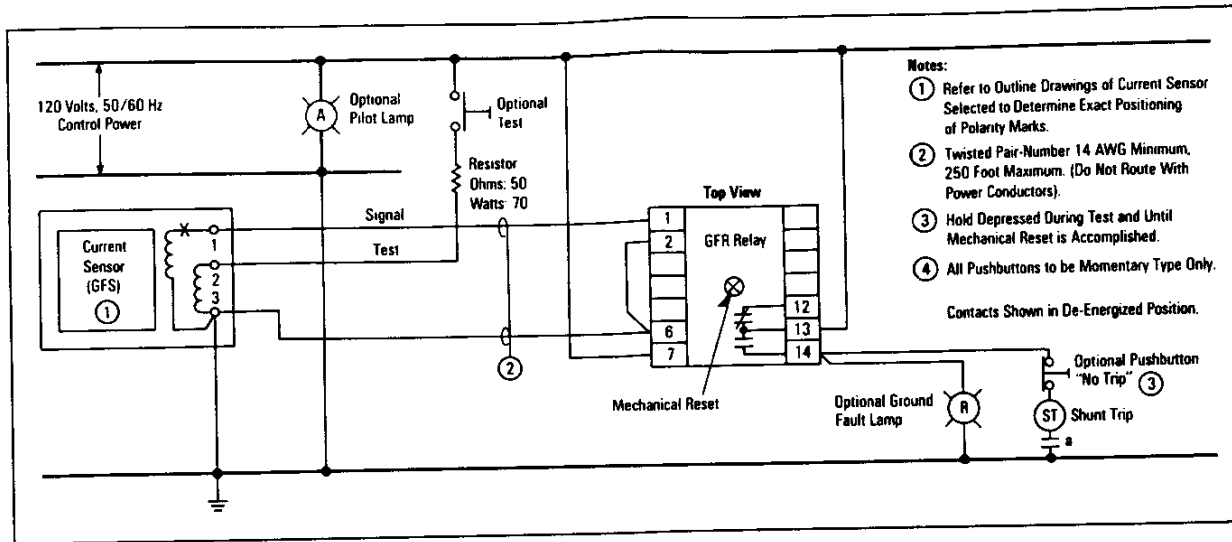 120 Volts, 50/60 Hz
Control Power
A
Optional
Pilot Lamp
Optional
Test
Resistor
Ohms: 50
Watts: 70
Signal
Test
Current
Sensor
(GFS)
1
X
1
2
3
2
Top View
GFR Relay
1
2
6
7
12
13
14
Mechanical Reset
Optional Ground
Fault Lamp
R
Optional Pushbutton
"No Trip" 3
ST
Shunt Trip
a
Notes:
1 Refer to Outline Drawings of Current Sensor
Selected to Determine Exact Positioning
of Polarity Marks.
2 Twisted Pair-Number 14 AWG Minimum,
250 Foot Maximum. (Do Not Route With
Power Conductors).
3 Hold Depressed During Test and Until
Mechanical Reset is Accomplished.
4 All Pushbuttons to be Momentary Type Only.
Contacts Shown in De-Energized Position.